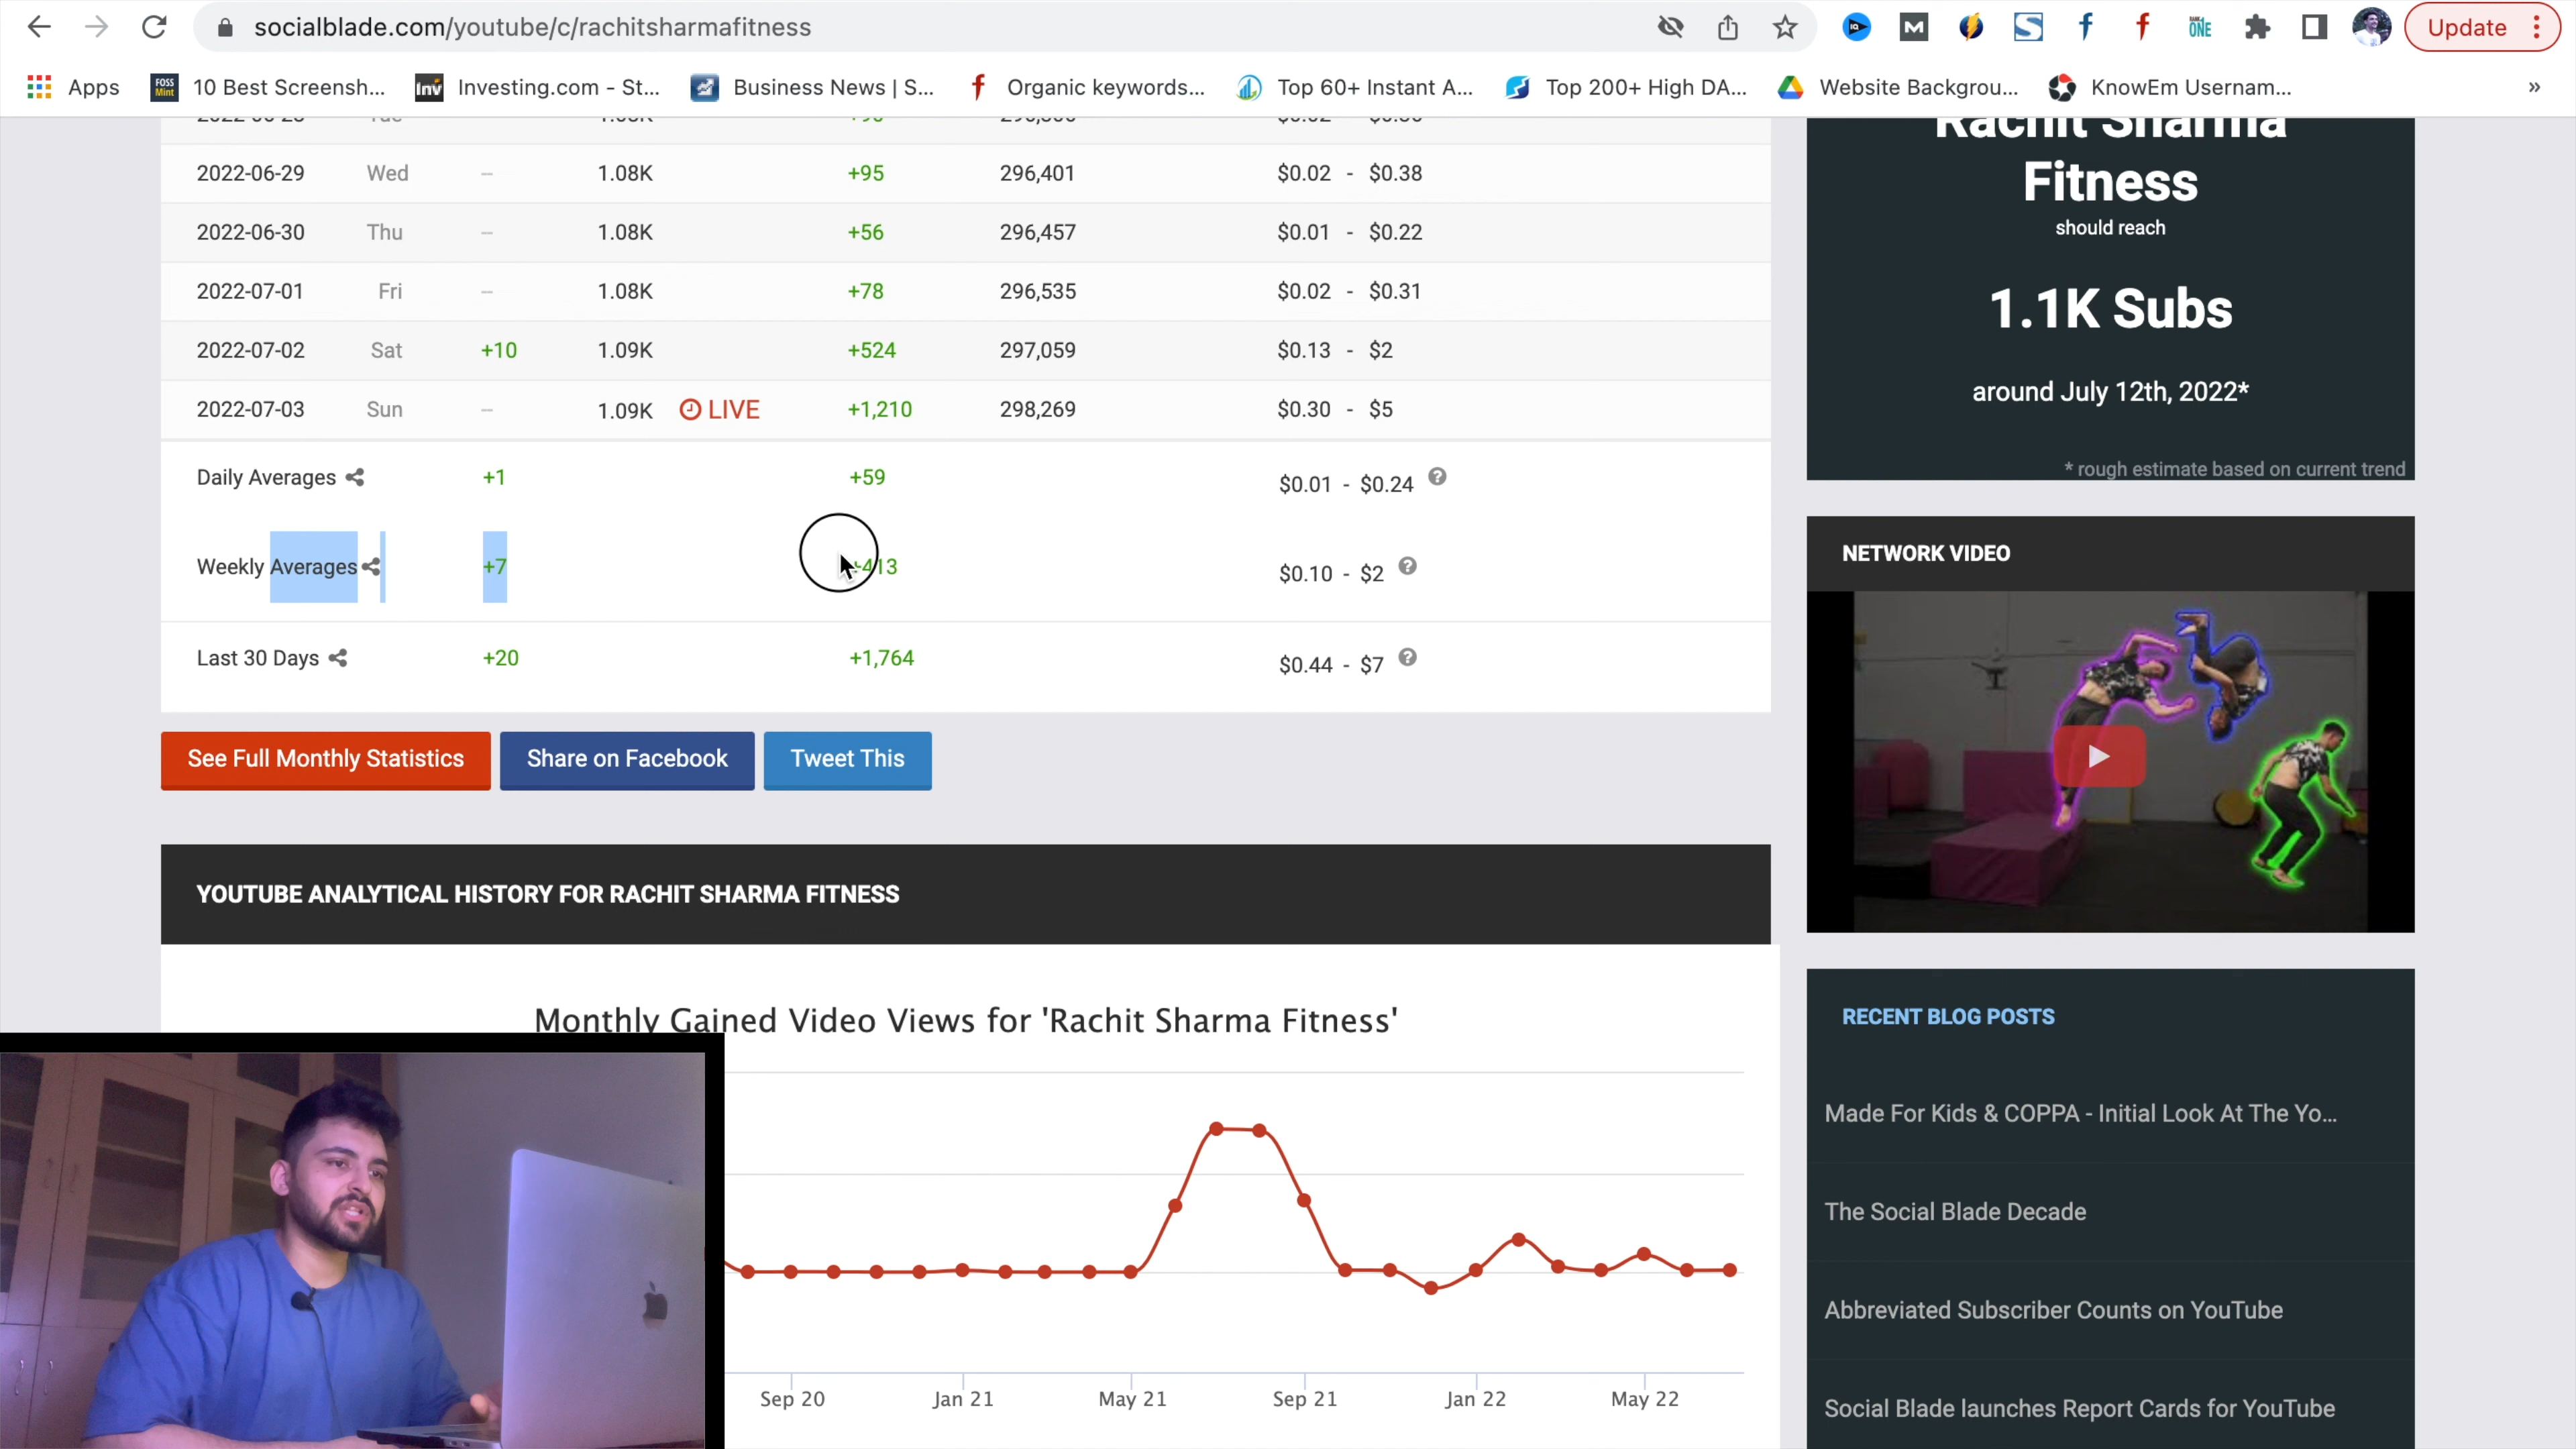 socialblade.com/youtube/c/rachitsharmafitness
Update
Apps
10 Best Screensh...
Investing.com - St...
Business News | S...
Organic keywords...
Top 60+ Instant A...
Top 200+ High DA...
Website Backgrou...
KnowEm Usernam...
»
2022-06-29 Wed -- 1.08K +95 296,401 $0.02 - $0.38
2022-06-30 Thu -- 1.08K +56 296,457 $0.01 - $0.22
2022-07-01 Fri -- 1.08K +78 296,535 $0.02 - $0.31
2022-07-02 Sat +10 1.09K +524 297,059 $0.13 - $2
2022-07-03 Sun -- 1.09K LIVE +1,210 298,269 $0.30 - $5
Daily Averages +1 +59 $0.01 - $0.24
Weekly Averages +7 +413 $0.10 - $2
Last 30 Days +20 +1,764 $0.44 - $7
See Full Monthly Statistics
Share on Facebook
Tweet This
YOUTUBE ANALYTICAL HISTORY FOR RACHIT SHARMA FITNESS
Monthly Gained Video Views for 'Rachit Sharma Fitness'
Sep 20 Jan 21 May 21 Sep 21 Jan 22 May 22
Rachit Sharma
Fitness
should reach
1.1K Subs
around July 12th, 2022*
* rough estimate based on current trend
NETWORK VIDEO
RECENT BLOG POSTS
Made For Kids & COPPA - Initial Look At The Yo...
The Social Blade Decade
Abbreviated Subscriber Counts on YouTube
Social Blade launches Report Cards for YouTube